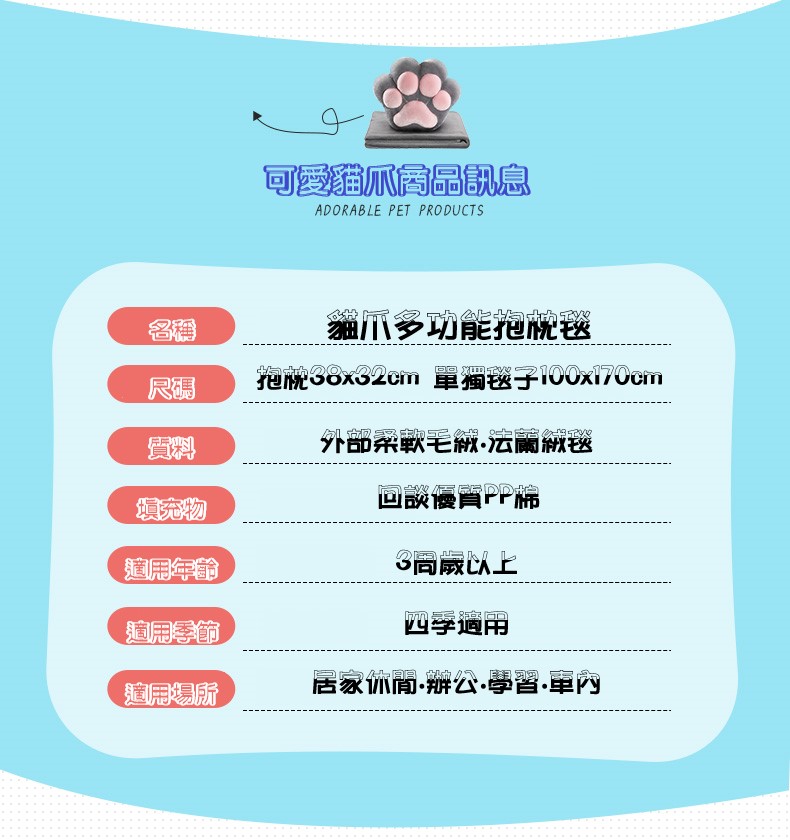 可愛貓爪商品訊息
ADORABLE PET PRODUCTS
名稱 貓爪多功能抱枕毯
尺碼 抱枕38x32cm 單獨毯子100x170cm
質料 外部柔軟毛絨·法蘭絨毯
填充物 回談優質PP棉
適用年齡 3周歲以上
適用季節 四季適用
適用場所 居家休閒·辦公·學習·車內